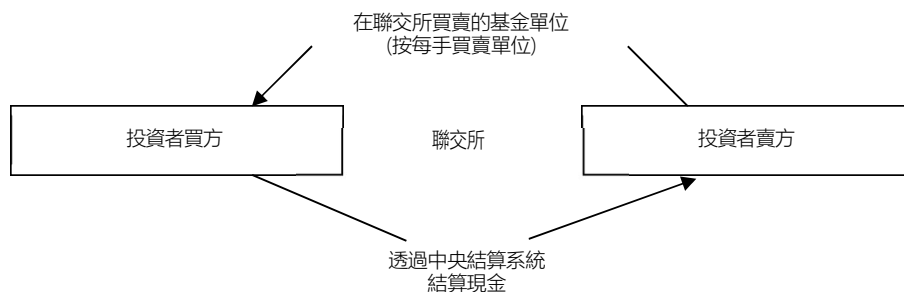 在聯交所買賣的基金單位
(按每手買賣單位)
投資者買方
聯交所
投資者賣方
透過中央結算系統
結算現金